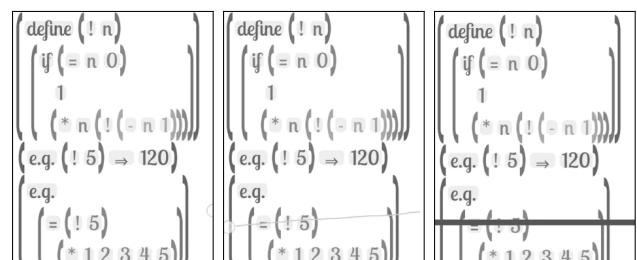 (define (! n)
(if (= n 0)
1
(* n (! (- n 1)))))
(e.g. (! 5) ⇒ 120)
(e.g.
(= (! 5)
(* 1 2 3 4 5
(define (! n)
(if (= n 0)
1
(* n (! (- n 1)))))
(e.g. (! 5) ⇒ 120)
(e.g.
(= (! 5)
(* 1 2 3 4 5
(define (! n)
(if (= n 0)
1
(* n (! (- n 1)))))
(e.g. (! 5) ⇒ 120)
(e.g.
(= (! 5)
(* 1 2 3 4 5